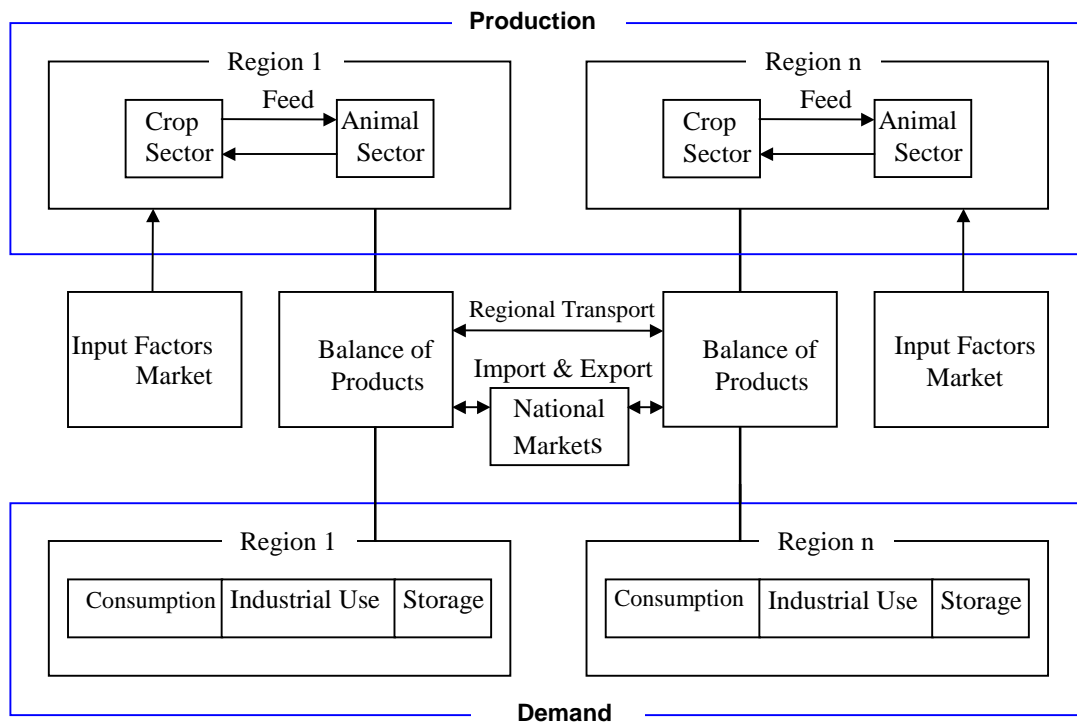 Production
Region 1
Region n
Feed
Feed
Crop
Sector
Animal
Sector
Crop
Sector
Animal
Sector
Input Factors
Market
Balance of
Products
Regional Transport
Import & Export
National
Markets
Balance of
Products
Input Factors
Market
Region 1
Region n
Consumption
Industrial Use
Storage
Consumption
Industrial Use
Storage
Demand